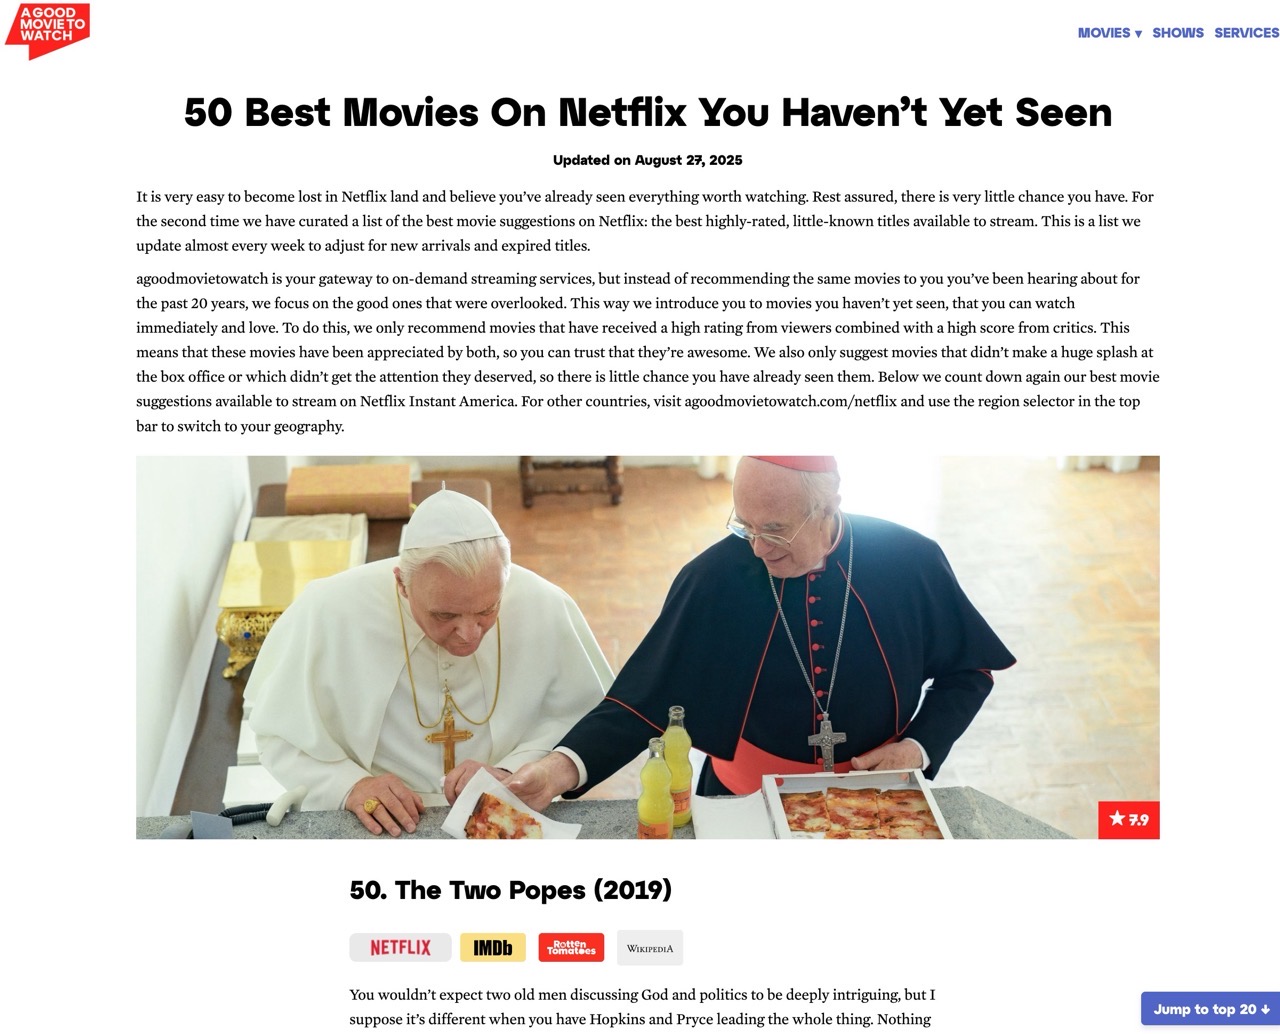 A GOOD
MOVIE TO
WATCH
MOVIES ▼ SHOWS SERVICES
50 Best Movies On Netflix You Haven’t Yet Seen
Updated on August 27, 2025
It is very easy to become lost in Netflix land and believe you’ve already seen everything worth watching. Rest assured, there is very little chance you have. For
the second time we have curated a list of the best movie suggestions on Netflix: the best highly-rated, little-known titles available to stream. This is a list we
update almost every week to adjust for new arrivals and expired titles.
agoodmovietowatch is your gateway to on-demand streaming services, but instead of recommending the same movies to you you’ve been hearing about for
the past 20 years, we focus on the good ones that were overlooked. This way we introduce you to movies you haven’t yet seen, that you can watch
immediately and love. To do this, we only recommend movies that have received a high rating from viewers combined with a high score from critics. This
means that these movies have been appreciated by both, so you can trust that they’re awesome. We also only suggest movies that didn’t make a huge splash at
the box office or which didn’t get the attention they deserved, so there is little chance you have already seen them. Below we count down again our best movie
suggestions available to stream on Netflix Instant America. For other countries, visit agoodmovietowatch.com/netflix and use the region selector in the top
bar to switch to your geography.
★ 7.9
50. The Two Popes (2019)
NETFLIX IMDb Rotten Tomatoes WIKIPEDIA
You wouldn’t expect two old men discussing God and politics to be deeply intriguing, but I
suppose it’s different when you have Hopkins and Pryce leading the whole thing. Nothing
Jump to top 20 ↓